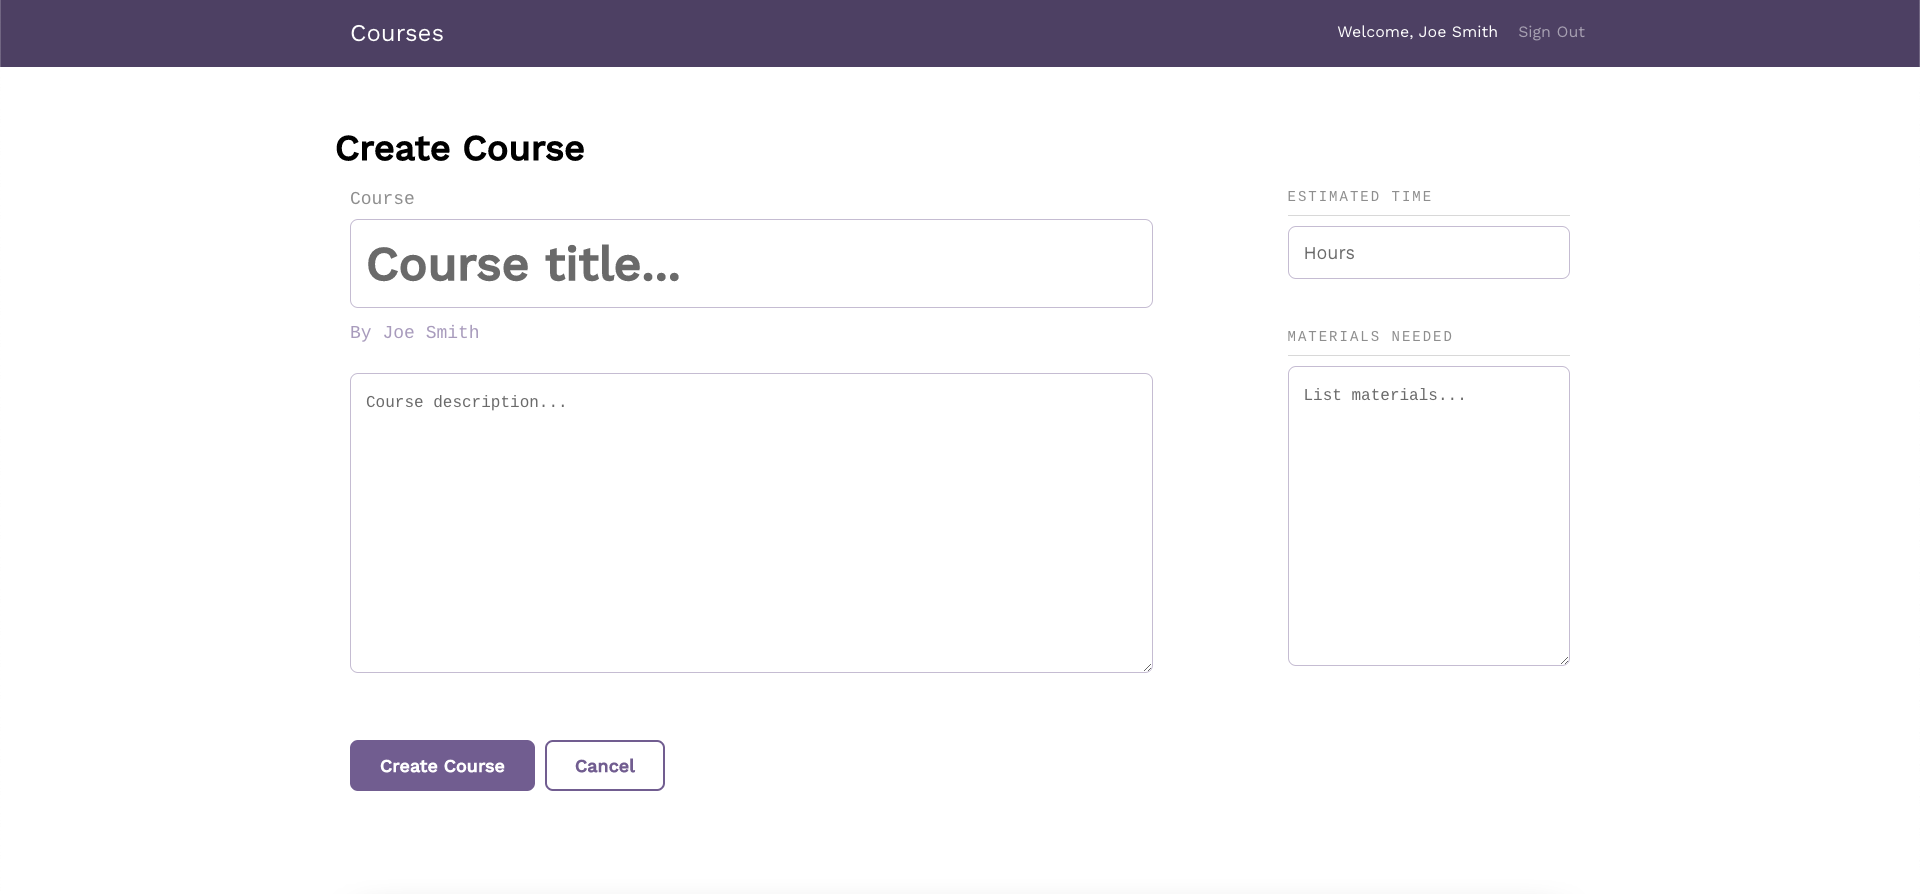 Courses
Welcome, Joe Smith
Sign Out
Create Course
Course
Course title...
By Joe Smith
Course description...
ESTIMATED TIME
Hours
MATERIALS NEEDED
List materials...
Create Course
Cancel